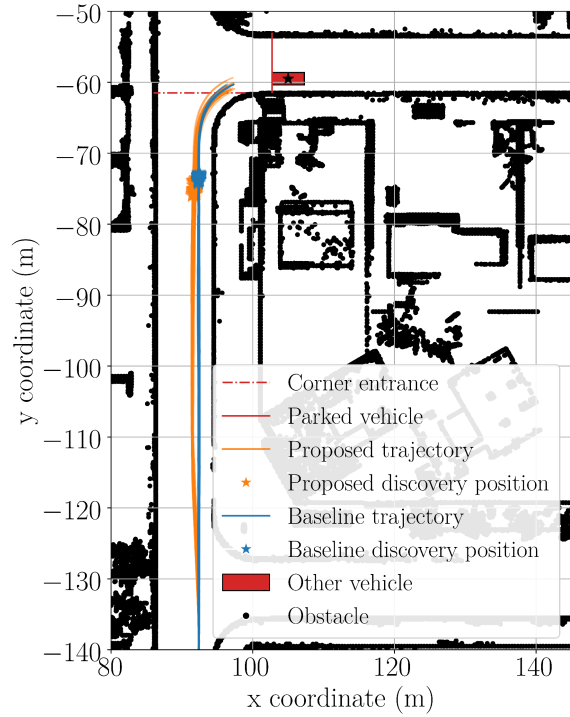 −50
−60
−70
−80
−90
−100
−110
−120
−130
−140
y coordinate (m)
Corner entrance
Parked vehicle
Proposed trajectory
Proposed discovery position
Baseline trajectory
Baseline discovery position
Other vehicle
Obstacle
80
100
120
140
x coordinate (m)